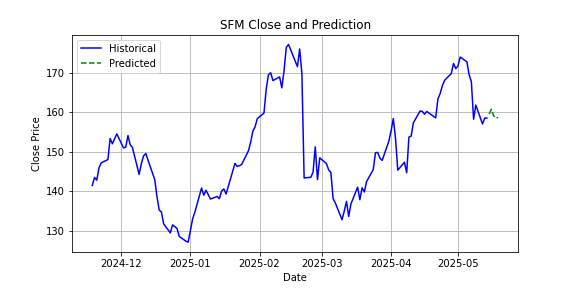 SFM Close and Prediction
Historical
Predicted
Close Price
170
160
150
140
130
2024-12 2025-01 2025-02 2025-03 2025-04 2025-05
Date